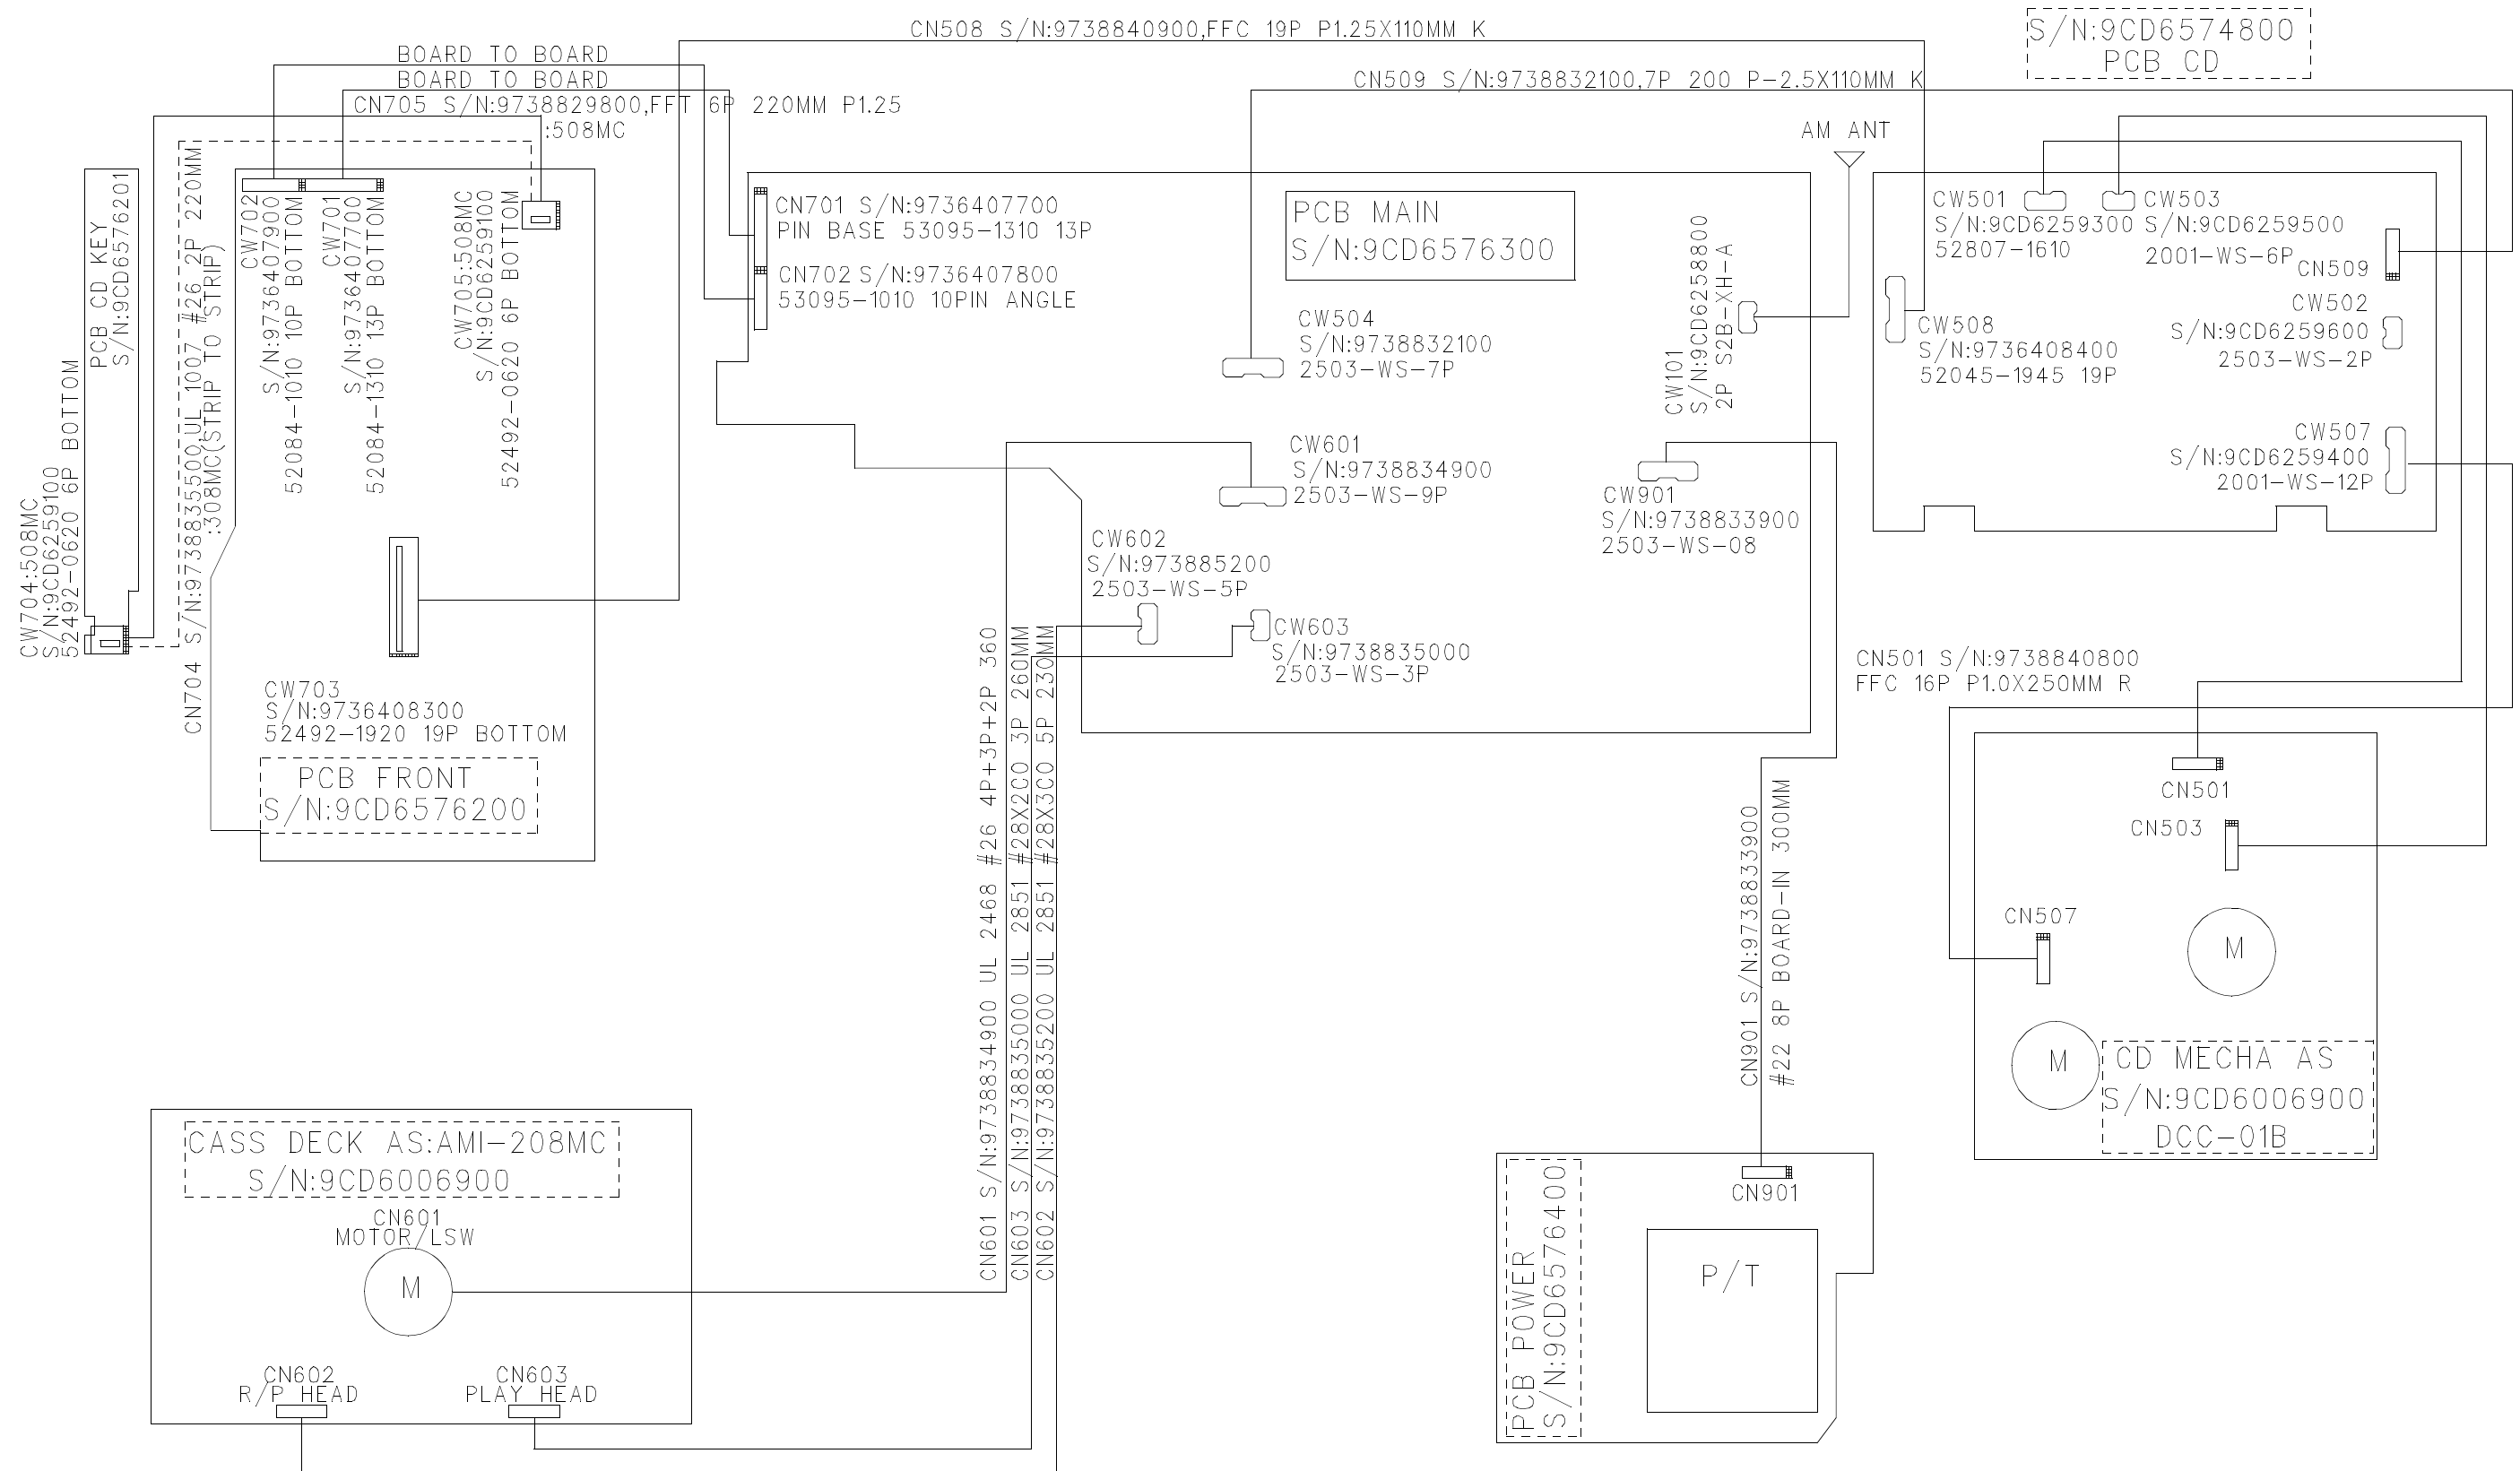 CN508 S/N:9738840900,FFC 19P P1.25X110MM K
S/N:9CD6574800
PCB CD
BOARD TO BOARD
BOARD TO BOARD
CN509 S/N:9738832100,7P 200 P-2.5X110MM K
CN705 S/N:9738829800,FFT 6P 220MM P1.25
:508MC
AM ANT
PCB CD KEY
S/N:9CD6576201
CW704:508MC
S/N:9CD6259100
52492-0620 6P BOTTOM
CN704 S/N:9738835500,UL 1007 #26 2P 220MM
:308MC(STRIP TO STRIP)
CW702
S/N:9736407900
52084-1010 10P BOTTOM
CW701
S/N:9736407700
52084-1310 13P BOTTOM
CW705:508MC
S/N:9CD6259100
52492-0620 6P BOTTOM
CW703
S/N:9736408300
52492-1920 19P BOTTOM
PCB FRONT
S/N:9CD6576200
CN701 S/N:9736407700
PIN BASE 53095-1310 13P
CN702 S/N:9736407800
53095-1010 10PIN ANGLE
PCB MAIN
S/N:9CD6576300
CW504
S/N:9738832100
2503-WS-7P
CW101
S/N:9CD6258800
2P S2B-XH-A
CW601
S/N:9738834900
2503-WS-9P
CW901
S/N:9738833900
2503-WS-08
CW602
S/N:973885200
2503-WS-5P
CW603
S/N:9738835000
2503-WS-3P
CW501
S/N:9CD6259300
52807-1610
CW503
S/N:9CD6259500
2001-WS-6P
CN509
CW502
S/N:9CD6259600
2503-WS-2P
CW508
S/N:9736408400
52045-1945 19P
CW507
S/N:9CD6259400
2001-WS-12P
CN501 S/N:9738840800
FFC 16P P1.0X250MM R
CN501
CN503
CN507
M
M
CD MECHA AS
S/N:9CD6006900
DCC-01B
CN601 S/N:9738834900 UL 2468 #26 4P+3P+2P 360
CN603 S/N:9738835000 UL 2851 #28X2C0 3P 260MM
CN602 S/N:9738835200 UL 2851 #28X3C0 5P 230MM
CN901 S/N:9738833900
#22 8P BOARD-IN 300MM
CASS DECK AS:AMI-208MC
S/N:9CD6006900
CN601
MOTOR/LSW
M
CN602
R/P HEAD
CN603
PLAY HEAD
PCB POWER
S/N:9CD6576400
CN901
P/T